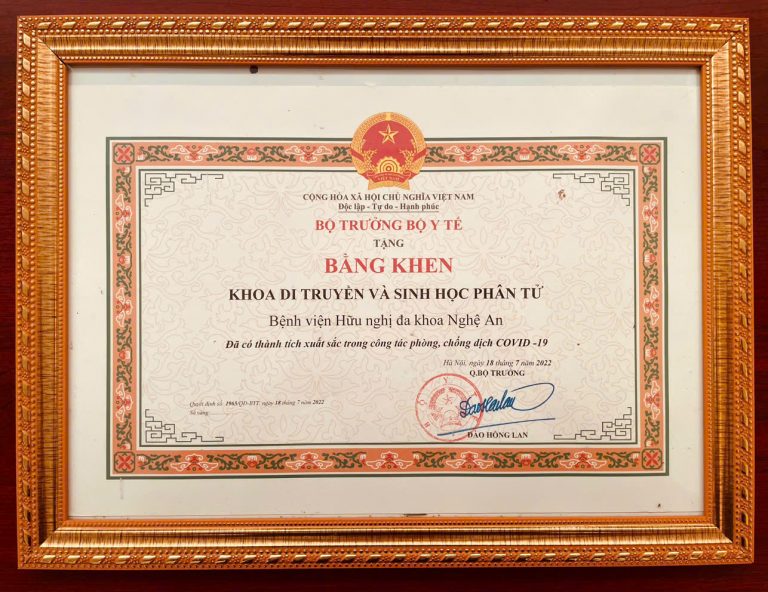 VIỆT NAM
CỘNG HÒA XÃ HỘI CHỦ NGHĨA VIỆT NAM
Độc lập - Tự do - Hạnh phúc
BỘ TRƯỞNG BỘ Y TẾ
TẶNG
BẰNG KHEN
KHOA DI TRUYỀN VÀ SINH HỌC PHÂN TỬ
Bệnh viện Hữu nghị đa khoa Nghệ An
Đã có thành tích xuất sắc trong công tác phòng, chống dịch COVID -19
Hà Nội, ngày 18 tháng 7 năm 2022
Q.BỘ TRƯỞNG
Quyết định số: 1965/QĐ-BYT, ngày 18 tháng 7 năm 2022
Số vàng:
BỘ Y
ĐÀO HỒNG LAN